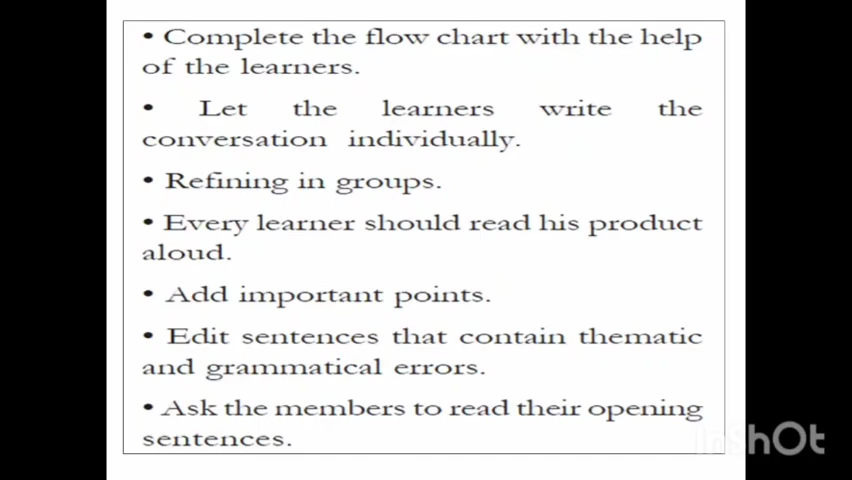 • Complete the flow chart with the help
of the learners.
• Let the learners write the
conversation individually.
• Refining in groups.
• Every learner should read his product
aloud.
• Add important points.
• Edit sentences that contain thematic
and grammatical errors.
• Ask the members to read their opening
sentences.
InShOt